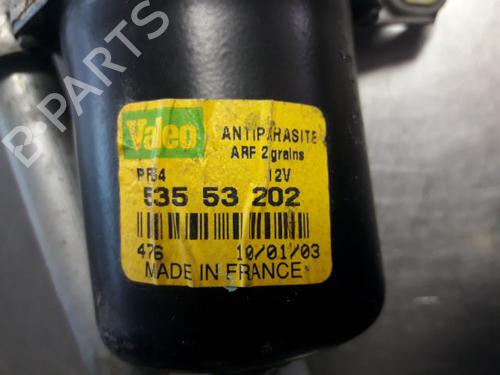 B-PARTS
Valeo
ANTIPARASITE
ARF 2 grains
12V
535 53 202
476 10/01/03
MADE IN FRANCE